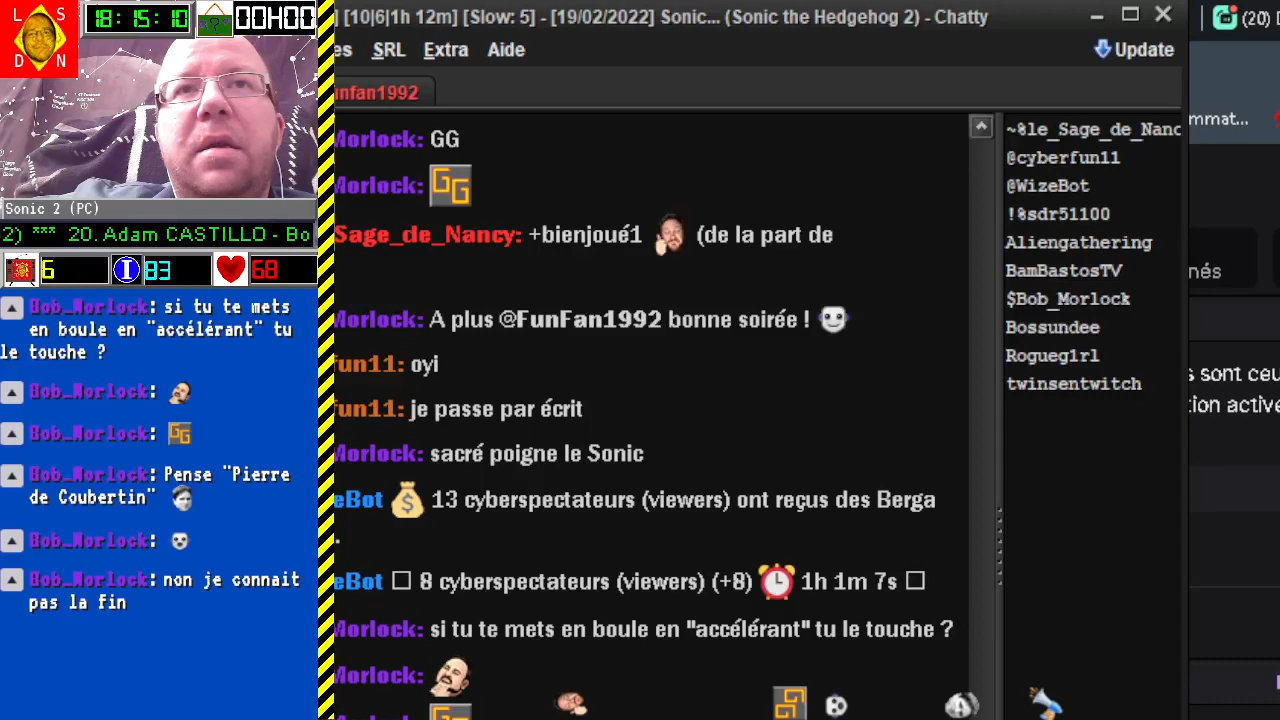 L S
D N
18:15:10
00H00
Sonic 2 (PC)
2) *** 20. Adam CASTILLO - Bo
6
83
68
Bob_Morlock: si tu te mets
en boule en "accélérant" tu
le touche ?
Bob_Morlock:
Bob_Morlock: GG
Bob_Morlock: Pense "Pierre
de Coubertin"
Bob_Morlock:
Bob_Morlock: non je connait
pas la fin
] [10|6|1h 12m] [Slow: 5] - [19/02/2022] Sonic... (Sonic the Hedgehog 2) - Chatty
es SRL Extra Aide
Update
unfan1992
Morlock: GG
Morlock: GG
Sage_de_Nancy: +bienjoué1 (de la part de
Morlock: A plus @FunFan1992 bonne soirée !
fun11: oyi
fun11: je passe par écrit
Morlock: sacré poigne le Sonic
eBot 13 cyberspectateurs (viewers) ont reçus des Berga
.
eBot □ 8 cyberspectateurs (viewers) (+8) 1h 1m 7s □
Morlock: si tu te mets en boule en "accélérant" tu le touche ?
Morlock:
~%le_Sage_de_Nanc
@cyberfun11
@WizeBot
!%sdr51100
Aliengathering
BamBastosTV
$Bob_Morlock
Bossundee
Rogueg1rl
twinsentwitch
(20)
mmat...
nés
s sont ceu
tion active